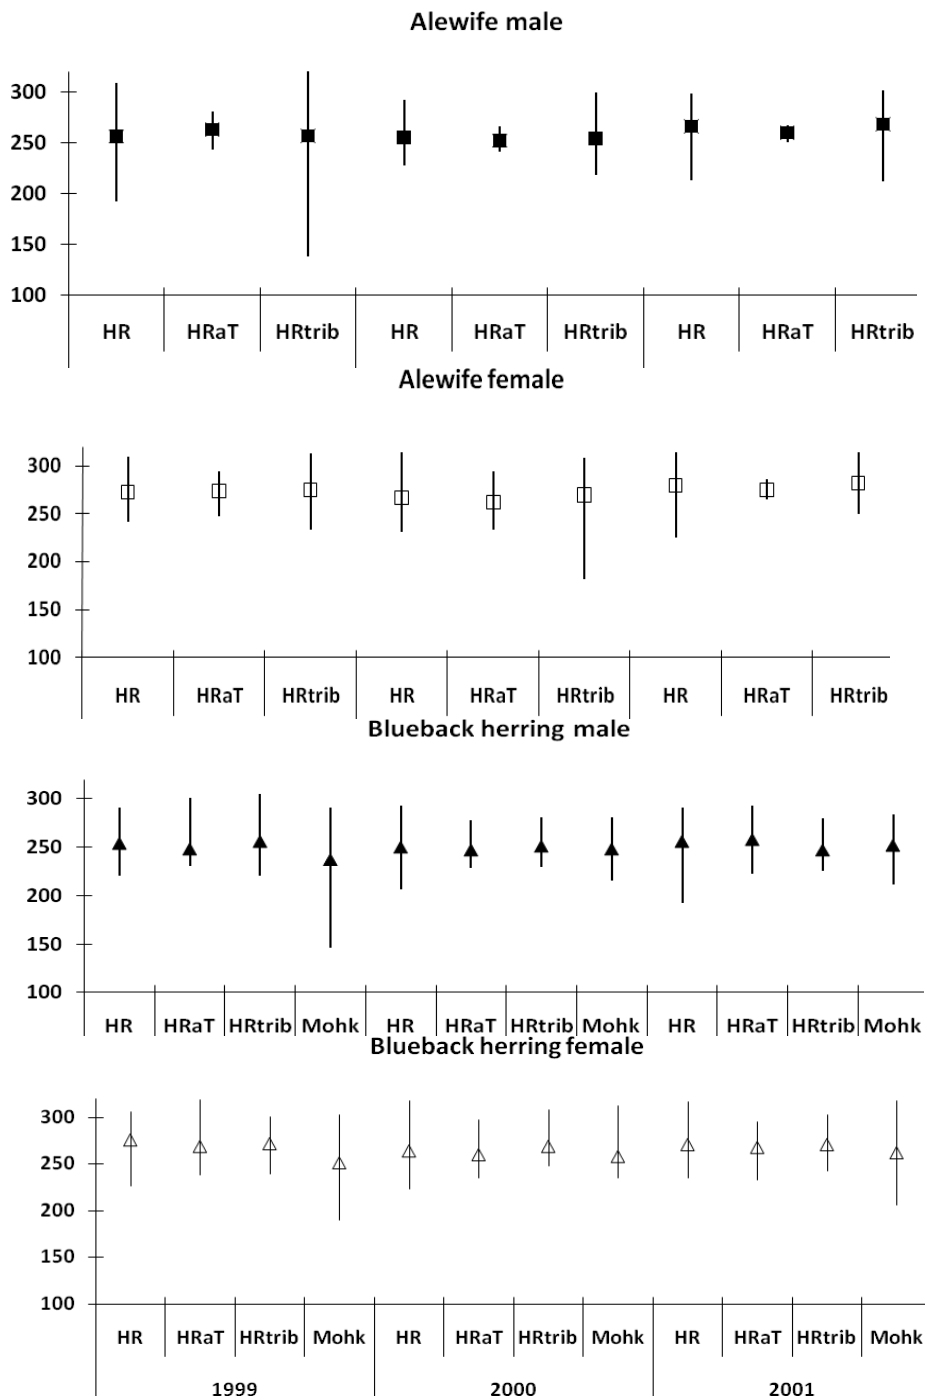 Alewife male
300
250
200
150
100
HR HRaT HRtrib HR HRaT HRtrib HR HRaT HRtrib
Alewife female
300
250
200
150
100
HR HRaT HRtrib HR HRaT HRtrib HR HRaT HRtrib
Blueback herring male
300
250
200
150
100
HR HRaT HRtrib Mohk HR HRaT HRtrib Mohk HR HRaT HRtrib Mohk
Blueback herring female
300
250
200
150
100
HR HRaT HRtrib Mohk HR HRaT HRtrib Mohk HR HRaT HRtrib Mohk
1999 2000 2001